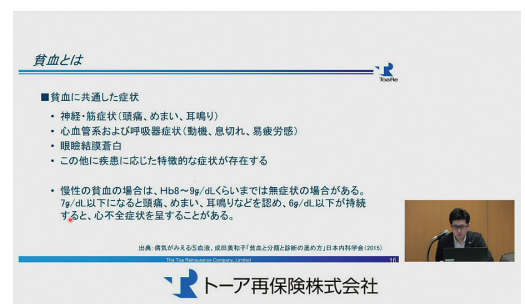 貧血とは
ToaRe
■貧血に共通した症状
• 神経・筋症状(頭痛、めまい、耳鳴り)
• 心血管系および呼吸器症状(動機、息切れ、易疲労感)
• 眼瞼結膜蒼白
• この他に疾患に応じた特徴的な症状が存在する
• 慢性の貧血の場合は、Hb8～9g/dLくらいまでは無症状の場合がある。
7g/dL以下になると頭痛、めまい、耳鳴りなどを認め、6g/dL以下が持続
すると、心不全症状を呈することがある。
出典:病気がみえる⑤血液、成田美和子「貧血と分類と診断の進め方」日本内科学会(2015)
The Toa Reinsurance Company, Limited
16
トーア再保険株式会社